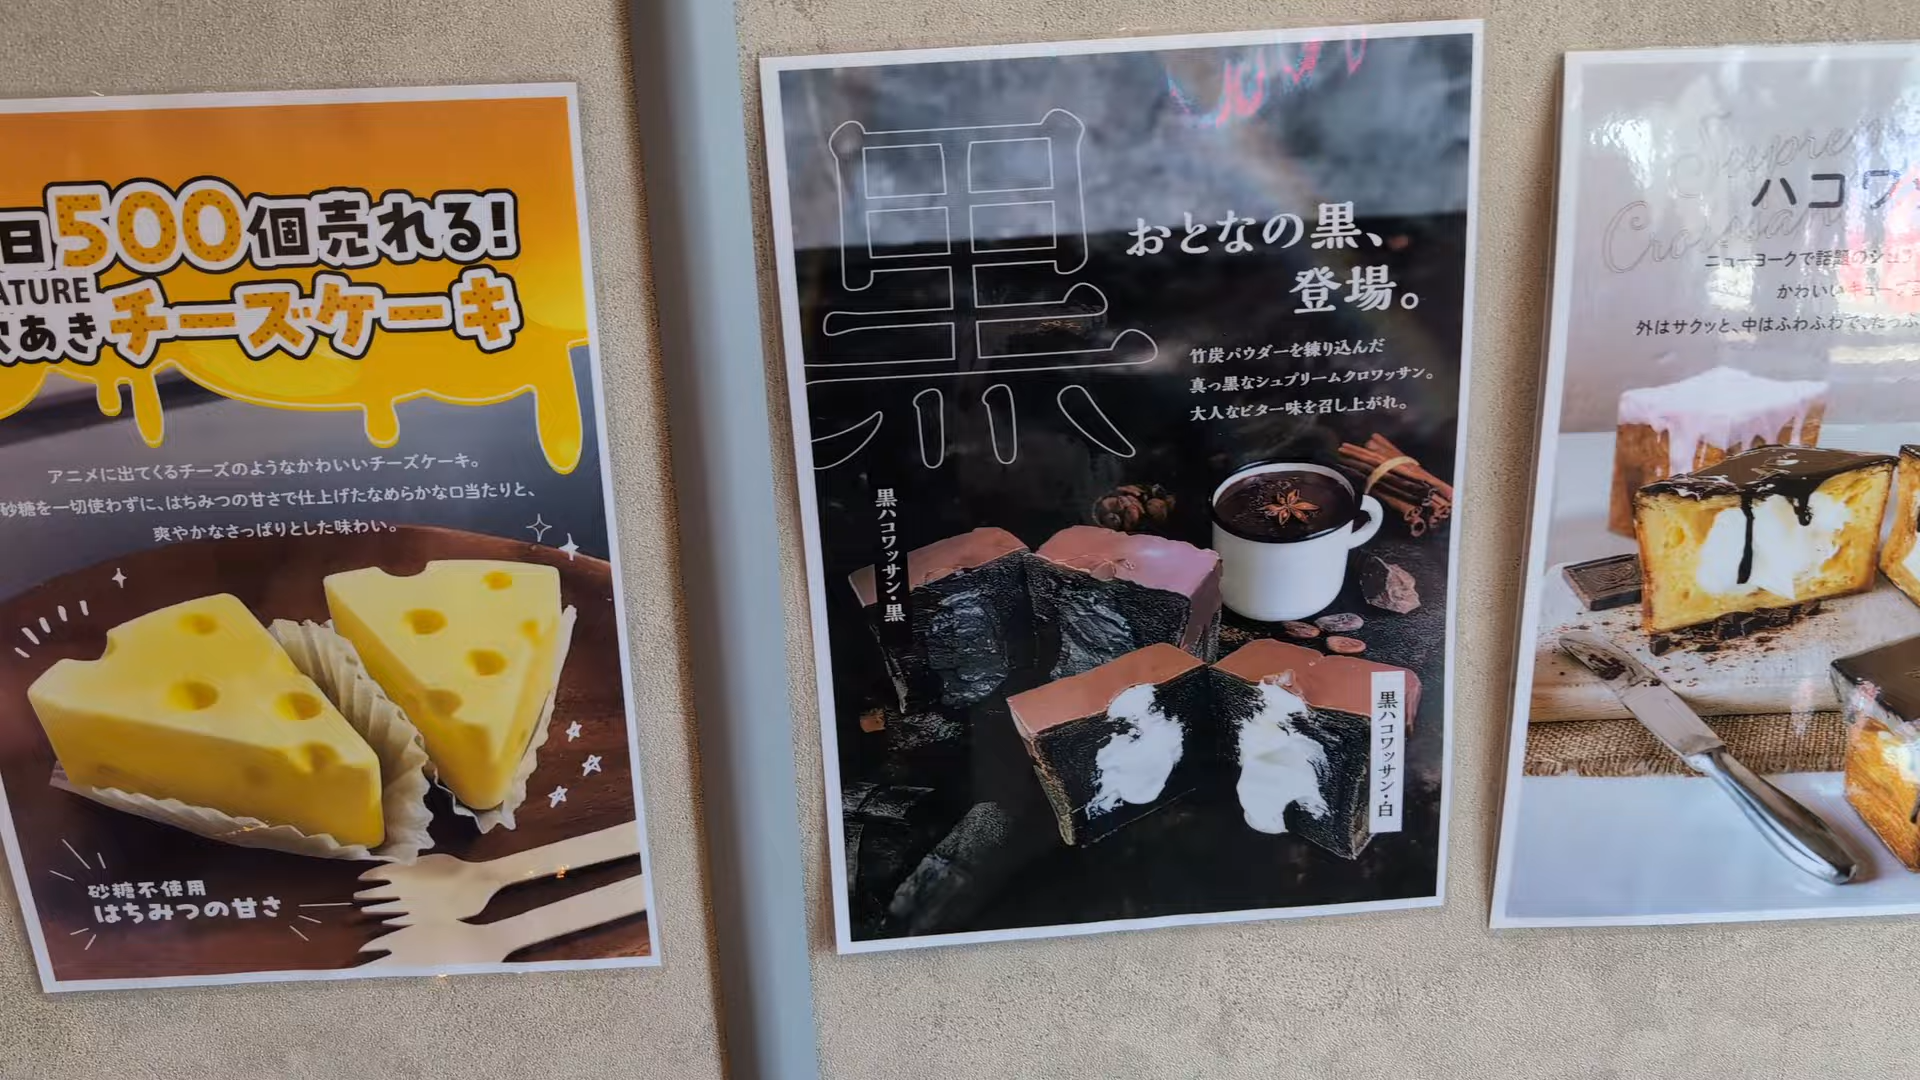 日500個売れる!
ATURE
あきチーズケーキ
アニメに出てくるチーズのようなかわいいチーズケーキ。
砂糖を一切使わずに、はちみつの甘さで仕上げたなめらかな口当たりと、
爽やかなさっぱりとした味わい。
砂糖不使用
はちみつの甘さ
黒
おとなの黒、
登場。
竹炭パウダーを練り込んだ
真っ黒なシュプリームクロワッサン。
大人なビター味を召し上がれ。
黒ハコワッサン・黒
黒ハコワッサン・白
Supre
Croissan
ハコワ
ニューヨークで話題のシュプ
かわいいキューブ
外はサクッと、中はふわふわで、たっぷ